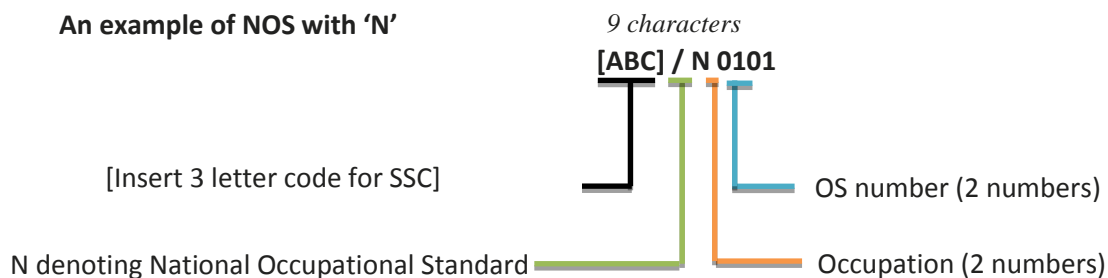 An example of NOS with ‘N’
9 characters
[ABC] / N 0101
[Insert 3 letter code for SSC]
OS number (2 numbers)
N denoting National Occupational Standard
Occupation (2 numbers)